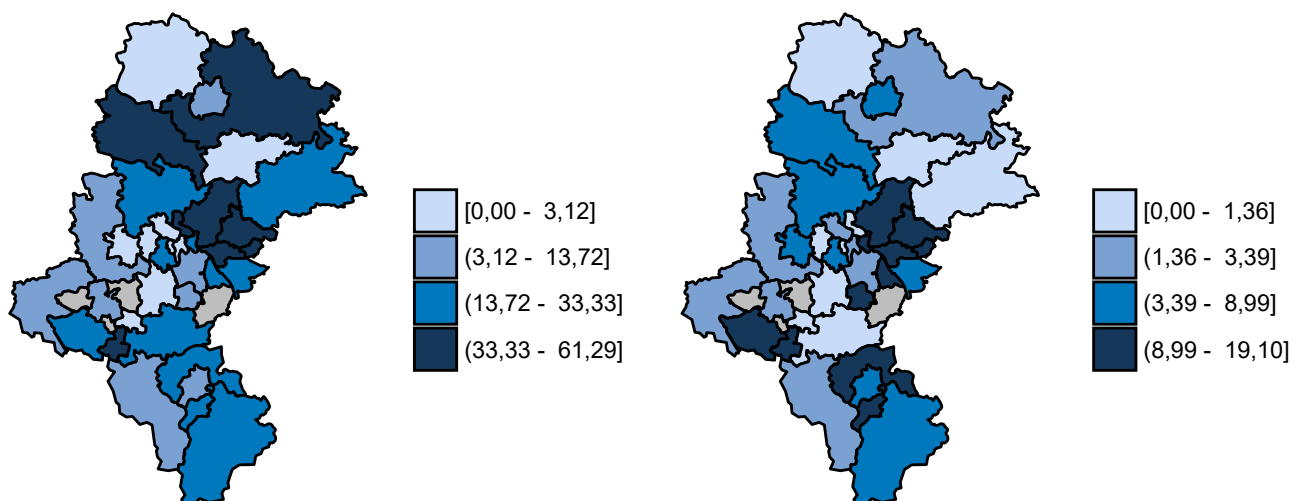 [0,00 - 3,12]
(3,12 - 13,72]
(13,72 - 33,33]
(33,33 - 61,29]
[0,00 - 1,36]
(1,36 - 3,39]
(3,39 - 8,99]
(8,99 - 19,10]